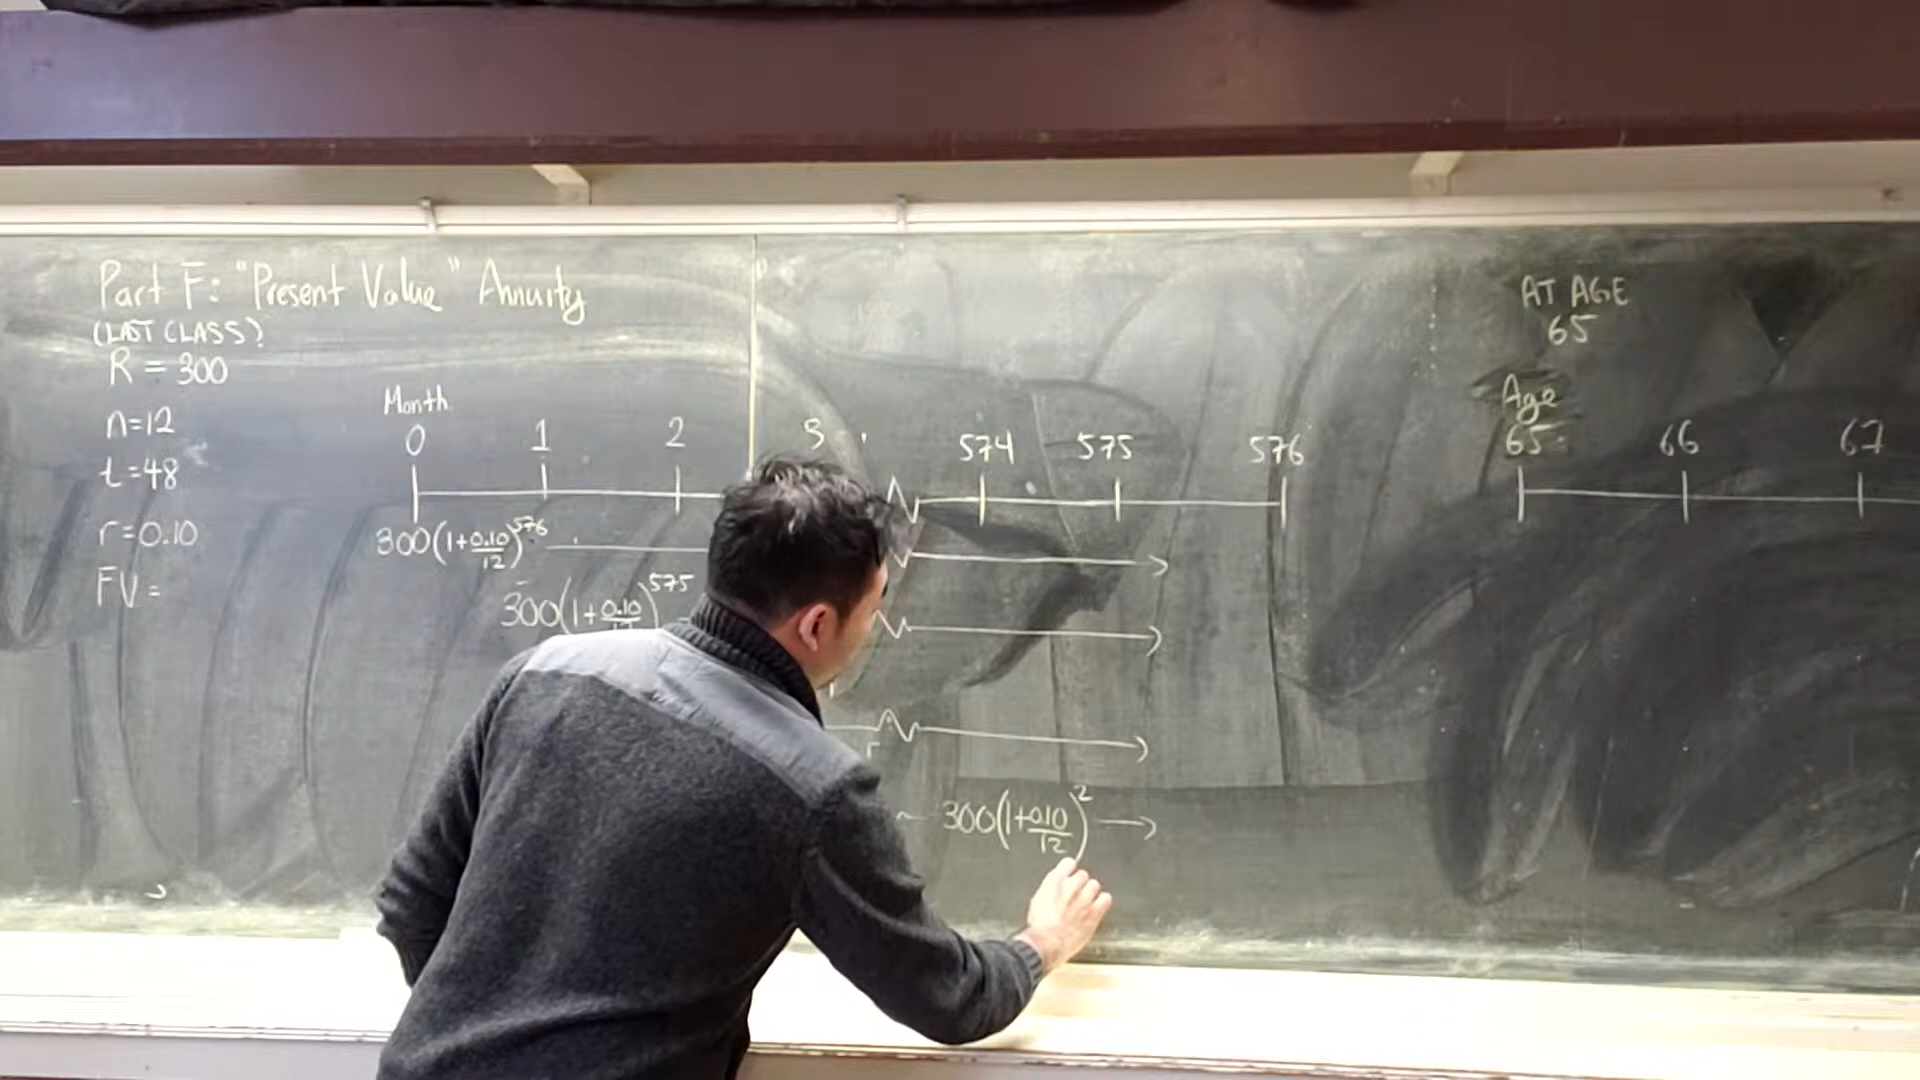 Part F: "Present Value" Annuity
(LAST CLASS?
R = 300
n=12
t=48
r=0.10
FV =
Month
0 1 2 3 574 575 576
300(1+0.10/12)^576
300(1+0.10/12)^575
300(1+0.10/12)^2
AT AGE
65
Age
65 66 67